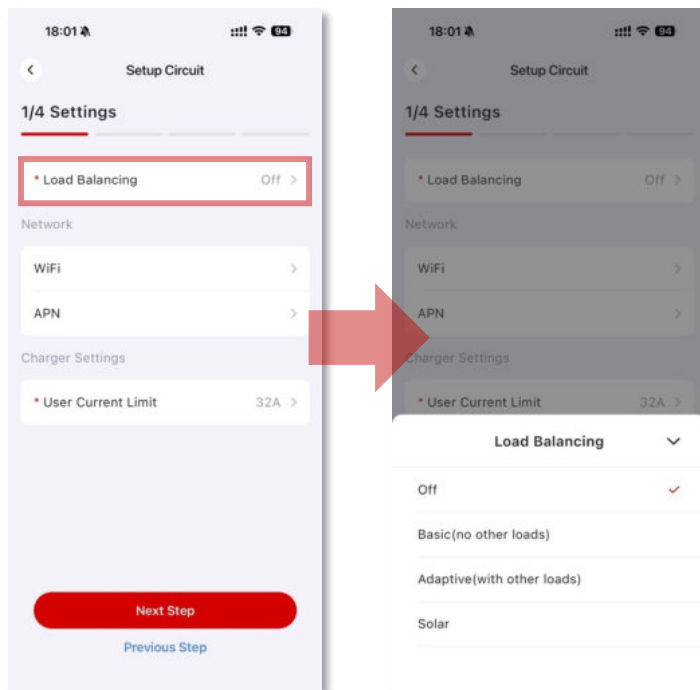 18:01
94
Setup Circuit
1/4 Settings
* Load Balancing Off
Network
WiFi
APN
Charger Settings
* User Current Limit 32A
Next Step
Previous Step
18:01
94
Setup Circuit
1/4 Settings
* Load Balancing Off
Network
WiFi
APN
Charger Settings
* User Current Limit 32A
Load Balancing
Off
Basic(no other loads)
Adaptive(with other loads)
Solar